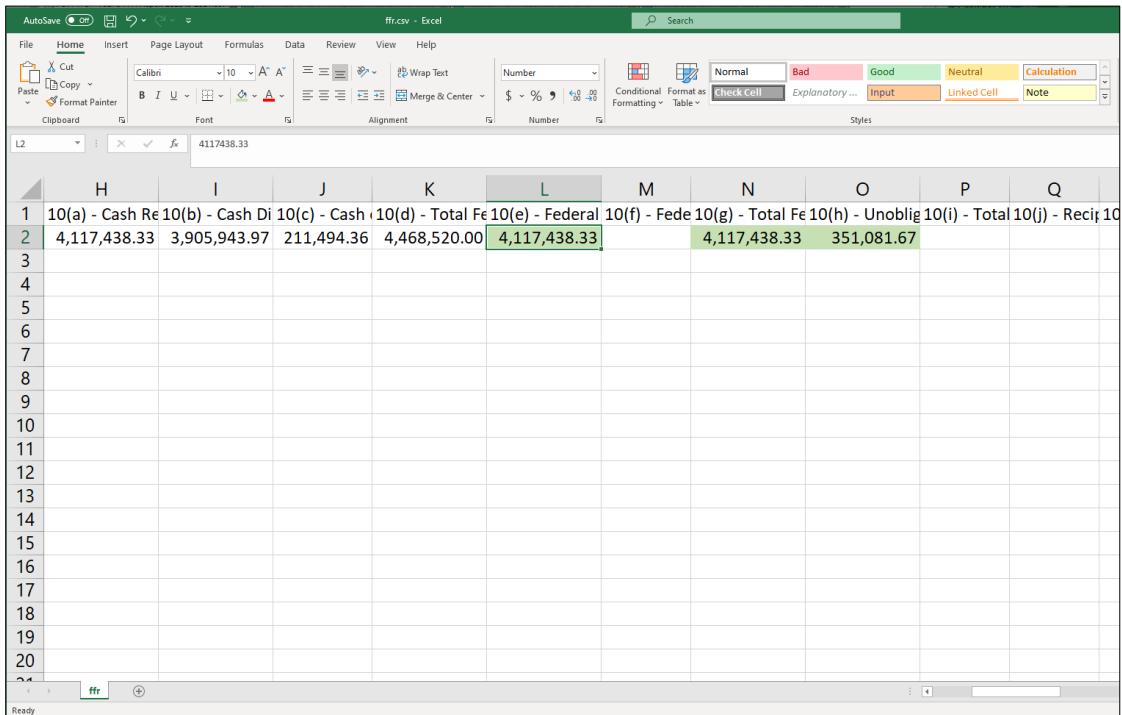 AutoSave Off ffr.csv - Excel Search
File Home Insert Page Layout Formulas Data Review View Help
Paste Cut Copy Format Painter
Calibri 10 A A Wrap Text Number Conditional Formatting Format as Table Normal Bad Good Neutral Calculation
B I U A Merge & Center $ % 9 Check Cell Explanatory ... Input Linked Cell Note
Clipboard Font Alignment Number Styles
L2 fx 4117438.33
H I J K L M N O P Q
1 10(a) - Cash Re 10(b) - Cash Di 10(c) - Cash 10(d) - Total Fe 10(e) - Federal 10(f) - Fede 10(g) - Total Fe 10(h) - Unoblig 10(i) - Total 10(j) - Recip 10
2 4,117,438.33 3,905,943.97 211,494.36 4,468,520.00 4,117,438.33 4,117,438.33 351,081.67
3
4
5
6
7
8
9
10
11
12
13
14
15
16
17
18
19
20
ffr
Ready